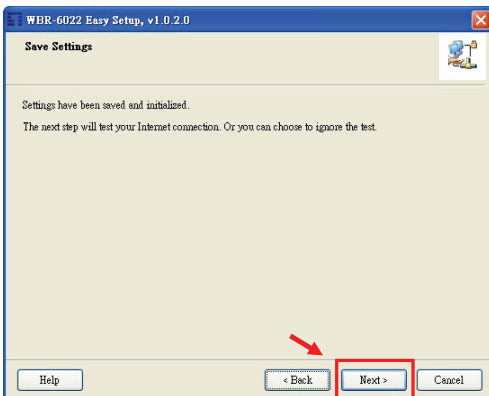 WBR-6022 Easy Setup, v1.0.2.0
Save Settings
Settings have been saved and initialized.
The next step will test your Internet connection. Or you can choose to ignore the test.
Help
< Back
Next >
Cancel